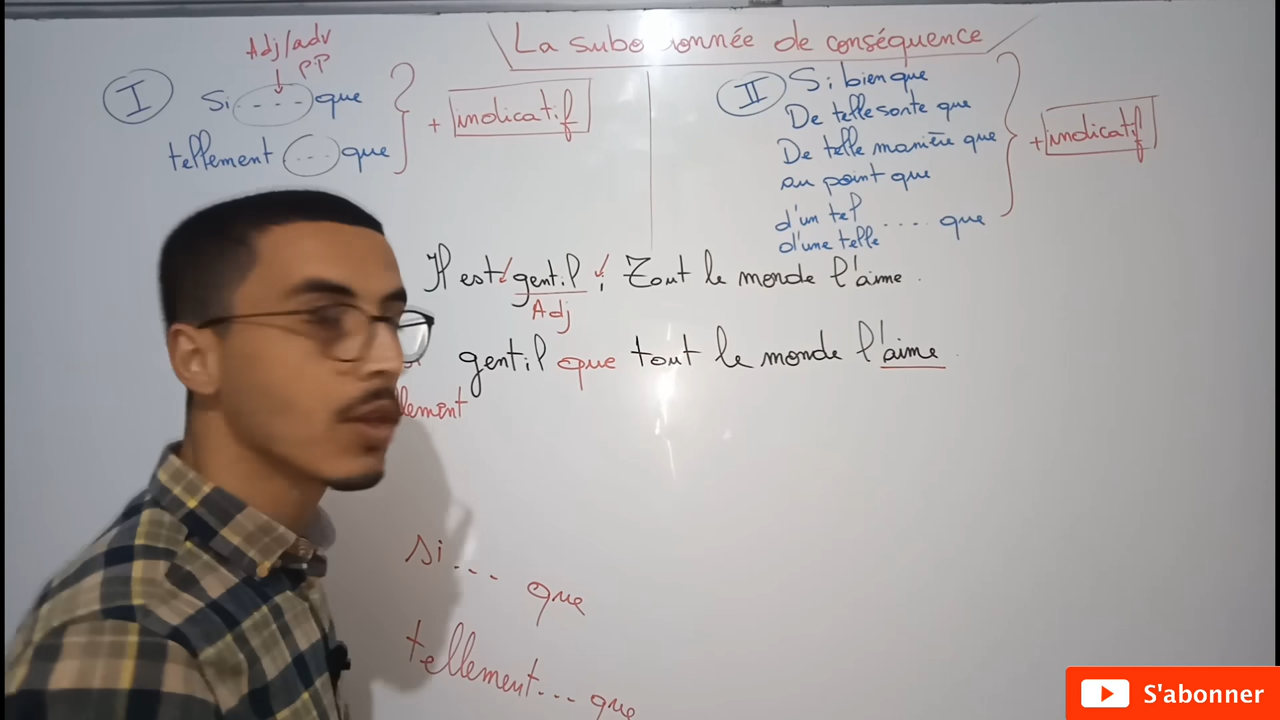 La subordonnée de conséquence
Adj/adv
P.P
I
Si ---- que
tellement --- que
+ indicatif
II
Si bien que
De telle sorte que
De telle manière que
au point que
d'un tel
d'une telle .... que
+ indicatif
Il est gentil ; Tout le monde l'aime.
Adj
gentil que tout le monde l'aime.
llement
si... que
tellement... que
S'abonner